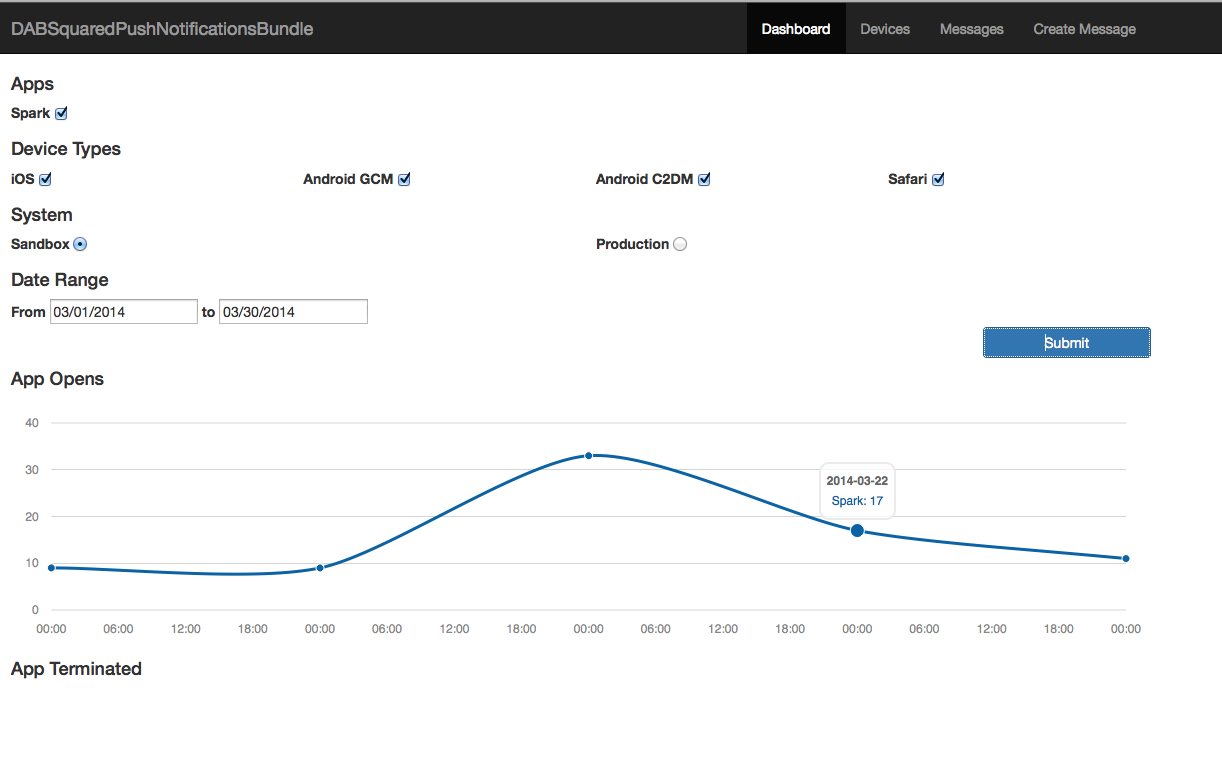 DABSquaredPushNotificationsBundle Dashboard Devices Messages Create Message
Apps
Spark
Device Types
iOS Android GCM Android C2DM Safari
System
Sandbox Production
Date Range
From 03/01/2014 to 03/30/2014
Submit
App Opens
40
30
2014-03-22
Spark: 17
20
10
0
00:00 06:00 12:00 18:00 00:00 06:00 12:00 18:00 00:00 06:00 12:00 18:00 00:00 06:00 12:00 18:00 00:00
App Terminated